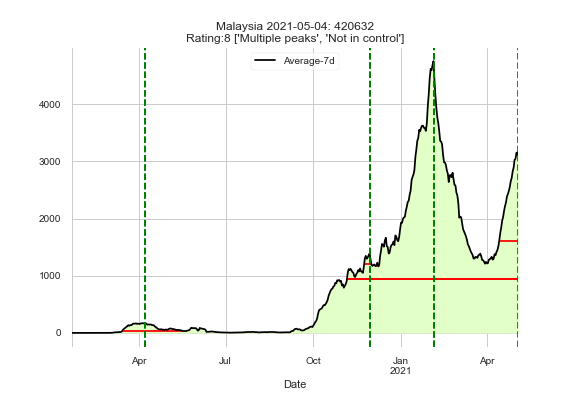 Malaysia 2021-05-04: 420632
Rating:8 ['Multiple peaks', 'Not in control']
Average-7d
4000
3000
2000
1000
0
Apr
Jul
Oct
Jan
2021
Apr
Date